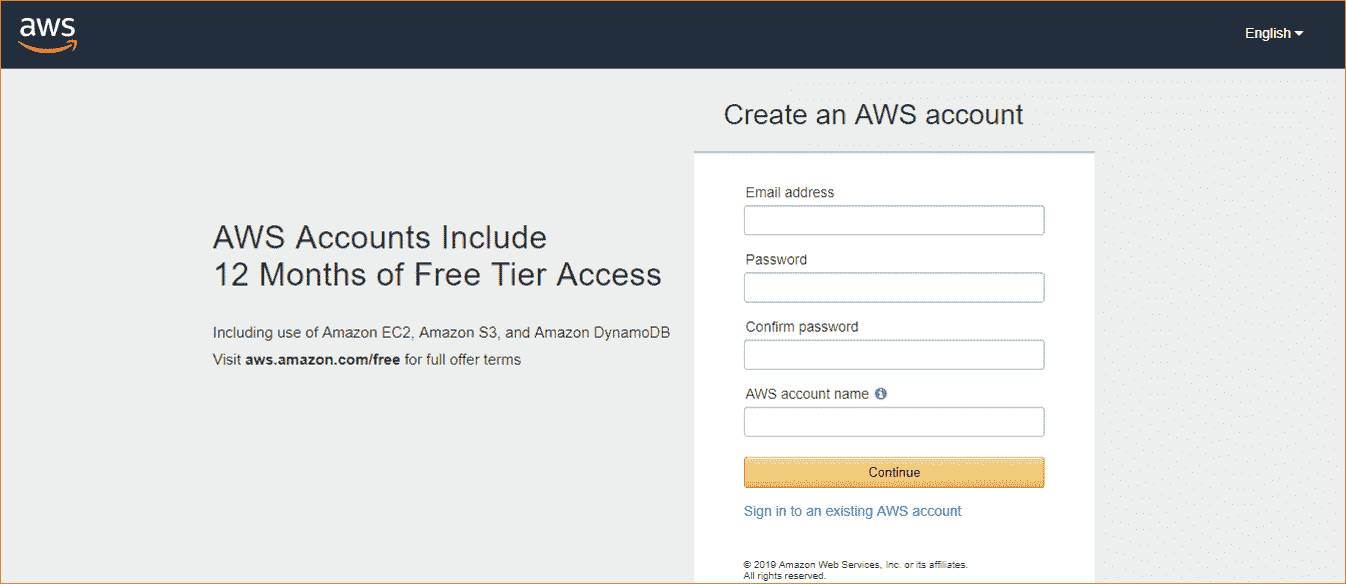 aws
English
Create an AWS account
AWS Accounts Include
12 Months of Free Tier Access
Including use of Amazon EC2, Amazon S3, and Amazon DynamoDB
Visit aws.amazon.com/free for full offer terms
Email address
Password
Confirm password
AWS account name
Continue
Sign in to an existing AWS account
© 2019 Amazon Web Services, Inc. or its affiliates.
All rights reserved.